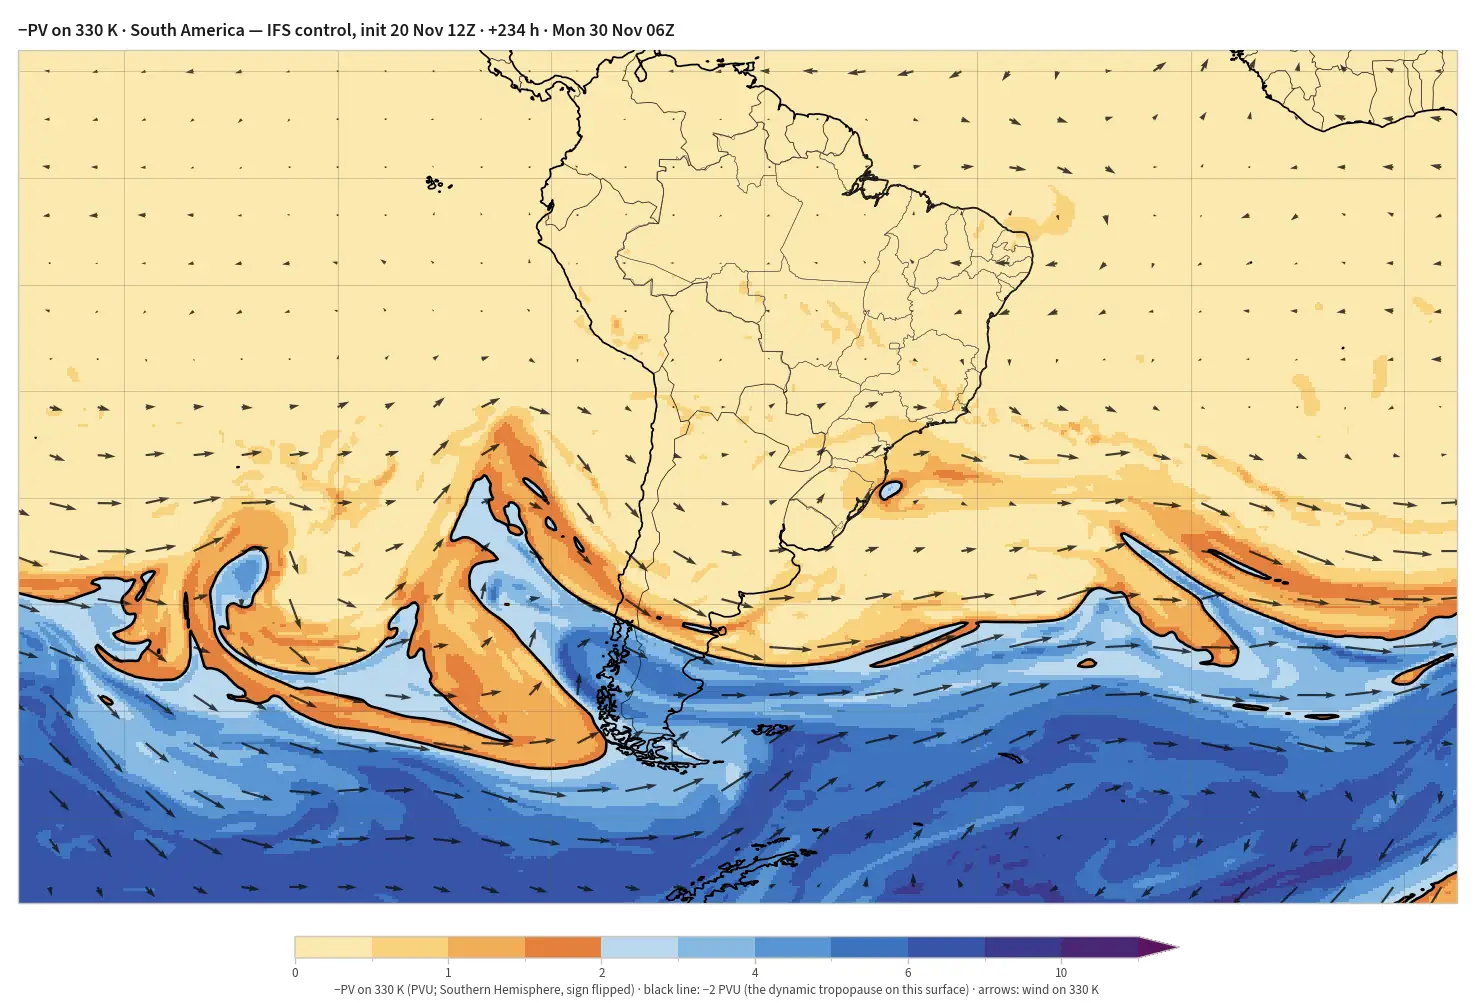 −PV on 330 K · South America — IFS control, init 20 Nov 12Z · +234 h · Mon 30 Nov 06Z
0 1 2 4 6 10
−PV on 330 K (PVU; Southern Hemisphere, sign flipped) · black line: −2 PVU (the dynamic tropopause on this surface) · arrows: wind on 330 K